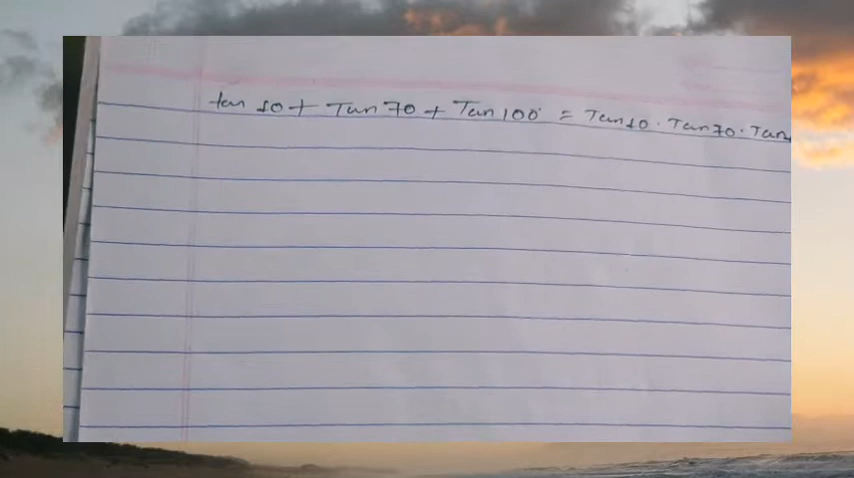 tan 10 + Tan 70 + Tan 100° = Tan 10 . Tan 70 . Tan